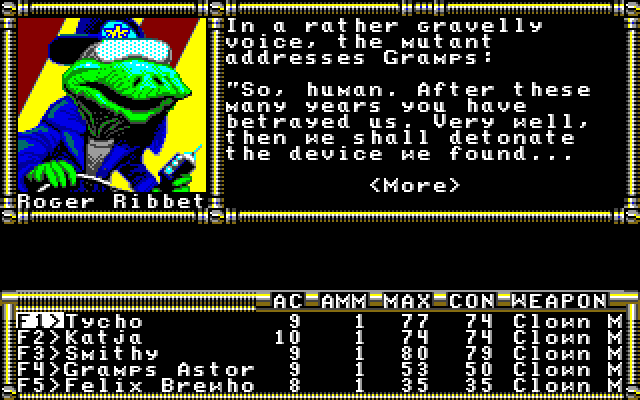 In a rather gravelly
voice, the mutant
addresses Gramps:
"So, human. After these
many years you have
betrayed us. Very well,
then we shall detonate
the device we found...
<More>
Roger Ribbet
AC AMM MAX CON WEAPON
F1>Tycho 9 1 77 74 Clown M
F2>Katja 10 1 74 74 Clown M
F3>Smithy 9 1 80 79 Clown M
F4>Gramps Astor 9 1 53 50 Clown M
F5>Felix Brewho 8 1 35 35 Clown M